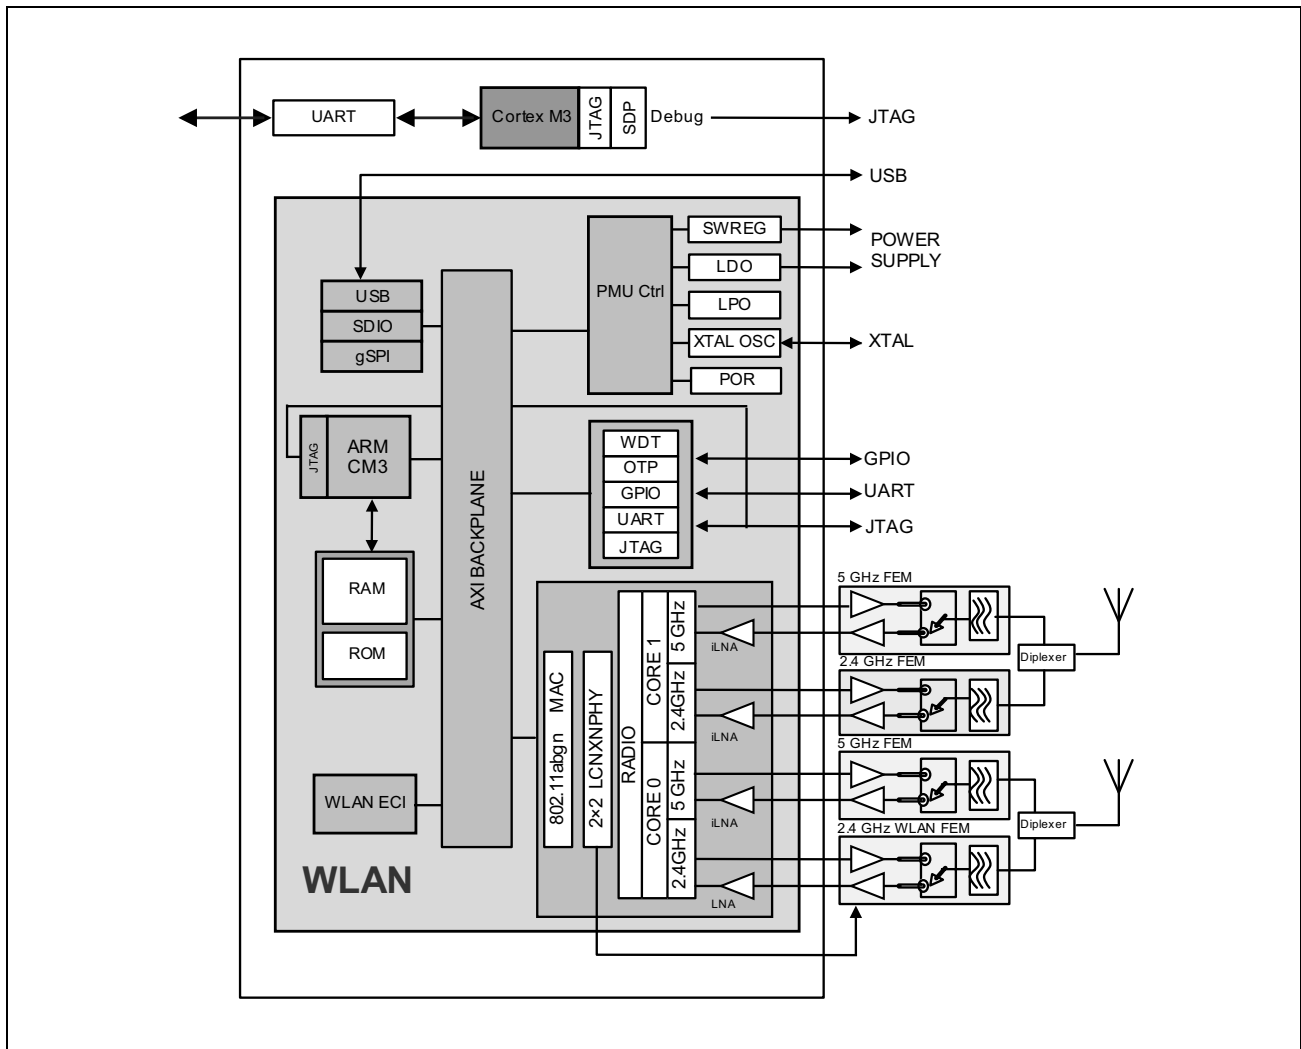 UART
Cortex M3
JTAG
SDP
Debug
JTAG
USB
SWREG
POWER
SUPPLY
LDO
PMU Ctrl
LPO
XTAL OSC
XTAL
POR
USB
SDIO
gSPI
AXI BACKPLANE
JTAG
ARM
CM3
WDT
OTP
GPIO
UART
JTAG
GPIO
UART
JTAG
RAM
ROM
WLAN ECI
WLAN
802.11abgn MAC
2×2 LCNXNPHY
RADIO
CORE 1
CORE 0
5 GHz
2.4GHz
5 GHz
2.4GHz
iLNA
iLNA
iLNA
LNA
5 GHz FEM
2.4 GHz FEM
Diplexer
5 GHz FEM
2.4 GHz WLAN FEM
Diplexer